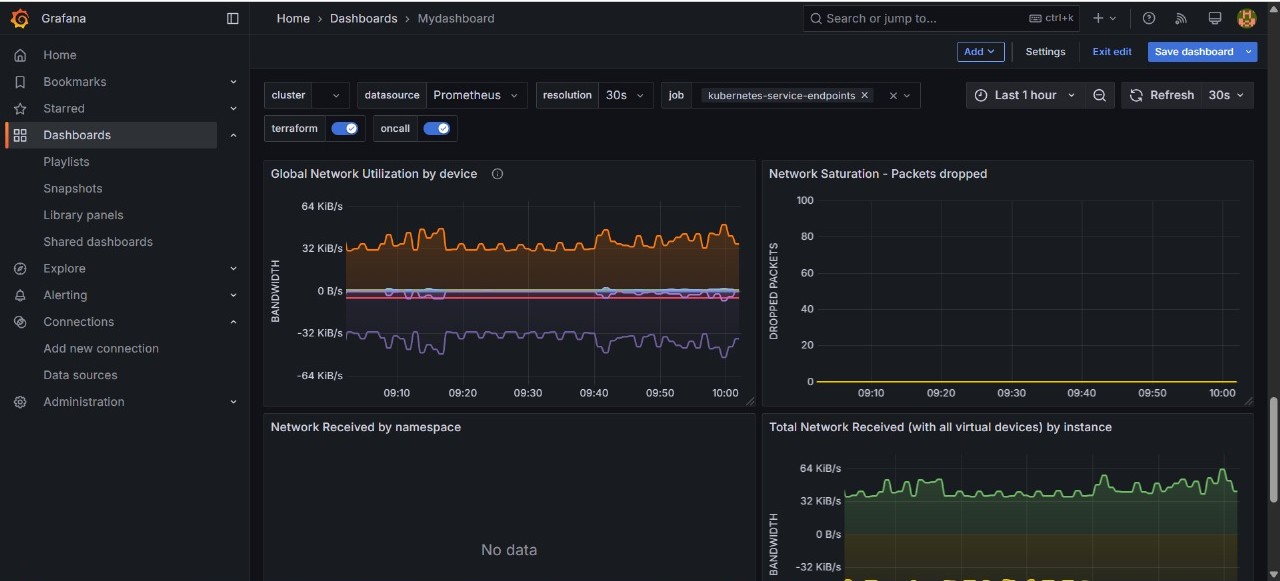 Grafana
Home
Bookmarks
Starred
Dashboards
Playlists
Snapshots
Library panels
Shared dashboards
Explore
Alerting
Connections
Add new connection
Data sources
Administration
Home › Dashboards › Mydashboard
Search or jump to...
ctrl+k
Add
Settings
Exit edit
Save dashboard
cluster
datasource Prometheus
resolution 30s
job kubernetes-service-endpoints
Last 1 hour
Refresh 30s
terraform
oncall
Global Network Utilization by device
BANDWIDTH
64 KiB/s
32 KiB/s
0 B/s
-32 KiB/s
-64 KiB/s
09:10 09:20 09:30 09:40 09:50 10:00
Network Saturation - Packets dropped
DROPPED PACKETS
100
80
60
40
20
0
09:10 09:20 09:30 09:40 09:50 10:00
Network Received by namespace
No data
Total Network Received (with all virtual devices) by instance
BANDWIDTH
64 KiB/s
32 KiB/s
0 B/s
-32 KiB/s